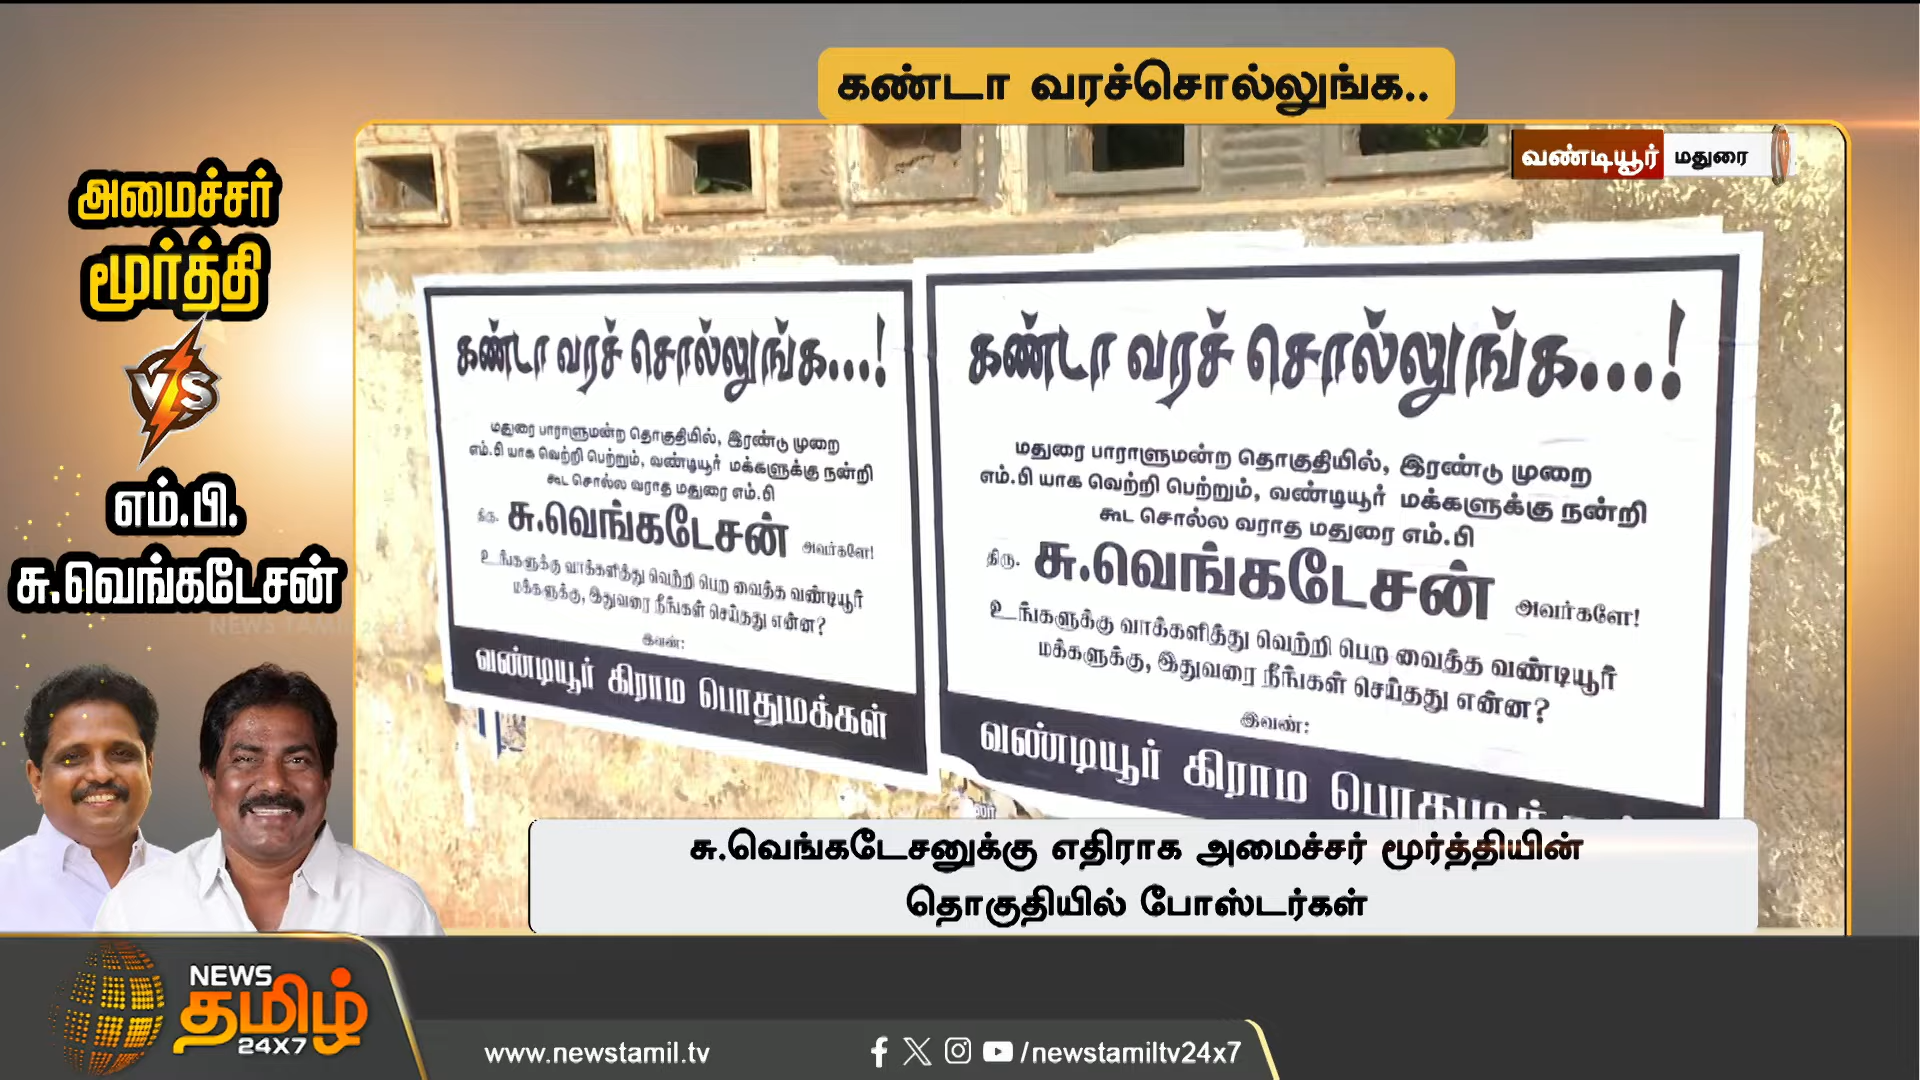 கண்டா வரச்சொல்லுங்க..
வண்டியூர் மதுரை
அமைச்சர்
மூர்த்தி
VS
எம்.பி.
சு.வெங்கடேசன்
NEWS TAMIL 24x7
கண்டா வரச் சொல்லுங்க...!
மதுரை பாராளுமன்ற தொகுதியில், இரண்டு முறை
எம்.பி யாக வெற்றி பெற்றும், வண்டியூர் மக்களுக்கு நன்றி
கூட சொல்ல வராத மதுரை எம்.பி
திரு. சு.வெங்கடேசன் அவர்களே!
உங்களுக்கு வாக்களித்து வெற்றி பெற வைத்த வண்டியூர்
மக்களுக்கு, இதுவரை நீங்கள் செய்தது என்ன?
இவண்:
வண்டியூர் கிராம பொதுமக்கள்
கண்டா வரச் சொல்லுங்க...!
மதுரை பாராளுமன்ற தொகுதியில், இரண்டு முறை
எம்.பி யாக வெற்றி பெற்றும், வண்டியூர் மக்களுக்கு நன்றி
கூட சொல்ல வராத மதுரை எம்.பி
திரு. சு.வெங்கடேசன் அவர்களே!
உங்களுக்கு வாக்களித்து வெற்றி பெற வைத்த வண்டியூர்
மக்களுக்கு, இதுவரை நீங்கள் செய்தது என்ன?
இவண்:
வண்டியூர் கிராம
சு.வெங்கடேசனுக்கு எதிராக அமைச்சர் மூர்த்தியின்
தொகுதியில் போஸ்டர்கள்
NEWS
தமிழ்
24X7
www.newstamil.tv
/newstamiltv24x7